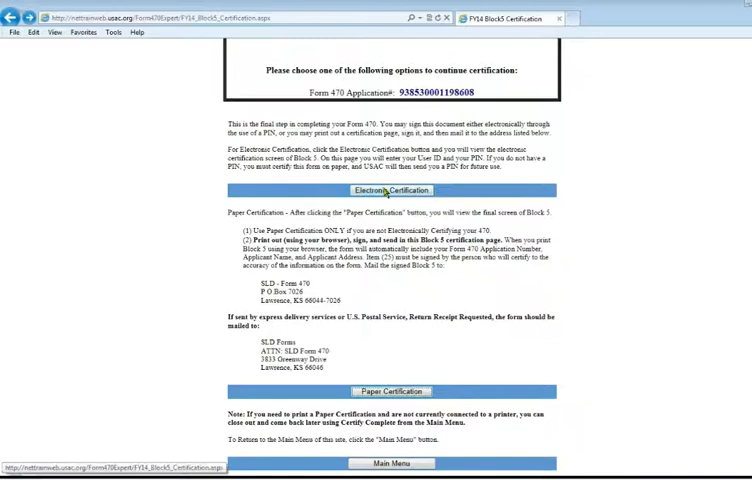 http://nettrainweb.usac.org/Form470Expert/FY14_Block5_Certification.aspx
FY14 Block5 Certification
File Edit View Favorites Tools Help
Please choose one of the following options to continue certification:
Form 470 Application#: 938530001198608
This is the final step in completing your Form 470. You may sign this document either electronically through
the use of a PIN, or you may print out a certification page, sign it, and then mail it to the address listed below.
For Electronic Certification, click the Electronic Certification button and you will view the electronic
certification screen of Block 5. On this page you will enter your User ID and your PIN. If you do not have a
PIN, you must certify this form on paper, and USAC will then send you a PIN for future use.
Electronic Certification
Paper Certification - After clicking the "Paper Certification" button, you will view the final screen of Block 5.
(1) Use Paper Certification ONLY if you are not Electronically Certifying your 470.
(2) Print out (using your browser), sign, and send in this Block 5 certification page. When you print
Block 5 using your browser, the form will automatically include your Form 470 Application Number,
Applicant Name, and Applicant Address. Item (25) must be signed by the person who will certify to the
accuracy of the information on the form. Mail the signed Block 5 to:
SLD - Form 470
P.O.Box 7026
Lawrence, KS 66044-7026
If sent by express delivery services or U.S. Postal Service, Return Receipt Requested, the form should be
mailed to:
SLD Forms
ATTN: SLD Form 470
3833 Greenway Drive
Lawrence, KS 66046
Paper Certification
Note: If you need to print a Paper Certification and are not currently connected to a printer, you can
close out and come back later using Certify Complete from the Main Menu.
To Return to the Main Menu of this site, click the "Main Menu" button.
Main Menu
http://nettrainweb.usac.org/Form470Expert/FY14_Block5_Certification.asp